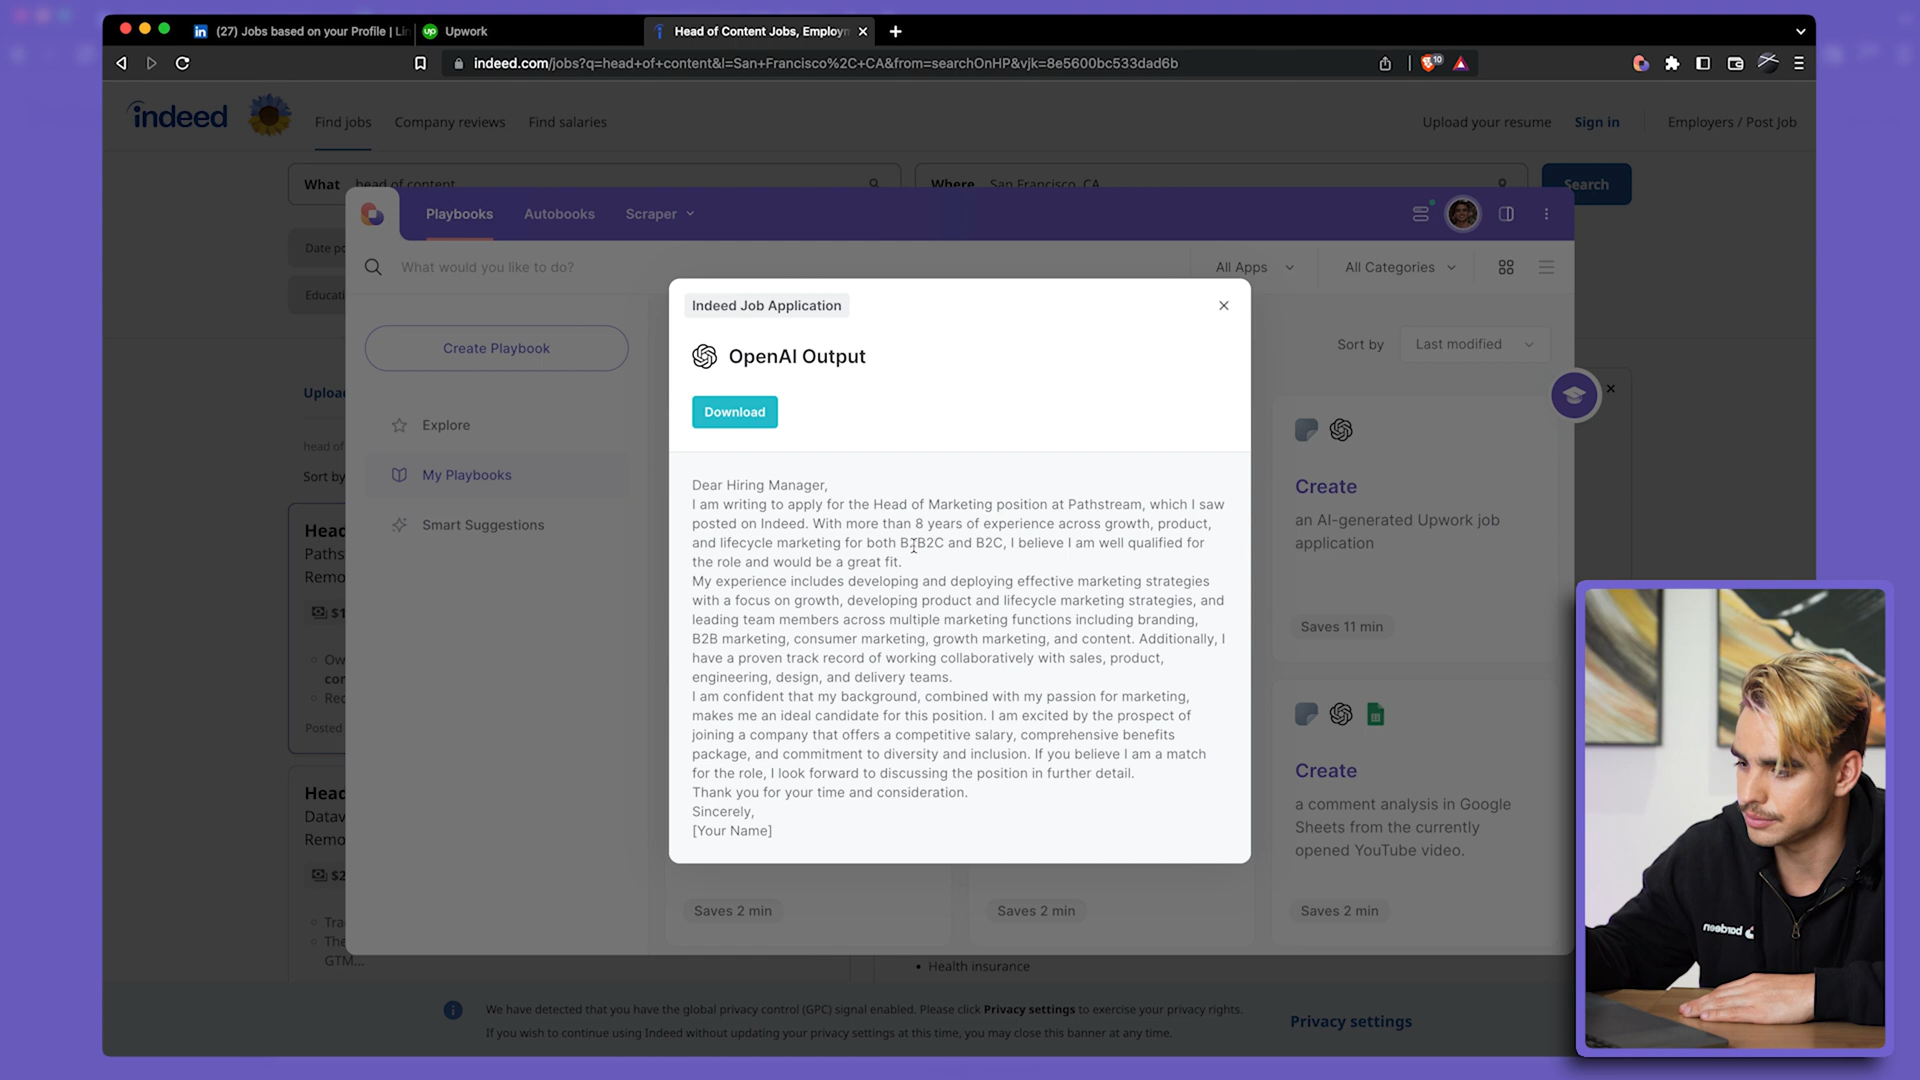 (27) Jobs based on your Profile | Li
Upwork
Head of Content Jobs, Employm
indeed.com/jobs?q=head+of+content&l=San+Francisco%2C+CA&from=searchOnHP&vjk=8e5600bc533dad6b
10
indeed
Find jobs
Company reviews
Find salaries
Upload your resume
Sign in
Employers / Post Job
What
head of content
Where
San Francisco, CA
Search
Date po
Educati
Playbooks
Autobooks
Scraper
What would you like to do?
All Apps
All Categories
Create Playbook
Explore
My Playbooks
Smart Suggestions
Sort by
Last modified
Uploa
head of
Sort by
Head
Paths
Remo
$1
Ow
con
Rec
Posted
Head
Datav
Remo
$2
Tra
The
GTM...
Indeed Job Application
OpenAI Output
Download
Dear Hiring Manager,
I am writing to apply for the Head of Marketing position at Pathstream, which I saw
posted on Indeed. With more than 8 years of experience across growth, product,
and lifecycle marketing for both B2B2C and B2C, I believe I am well qualified for
the role and would be a great fit.
My experience includes developing and deploying effective marketing strategies
with a focus on growth, developing product and lifecycle marketing strategies, and
leading team members across multiple marketing functions including branding,
B2B marketing, consumer marketing, growth marketing, and content. Additionally, I
have a proven track record of working collaboratively with sales, product,
engineering, design, and delivery teams.
I am confident that my background, combined with my passion for marketing,
makes me an ideal candidate for this position. I am excited by the prospect of
joining a company that offers a competitive salary, comprehensive benefits
package, and commitment to diversity and inclusion. If you believe I am a match
for the role, I look forward to discussing the position in further detail.
Thank you for your time and consideration.
Sincerely,
[Your Name]
Create
an AI-generated Upwork job
application
Saves 11 min
Create
a comment analysis in Google
Sheets from the currently
opened YouTube video.
Saves 2 min
Saves 2 min
Saves 2 min
Health insurance
We have detected that you have the global privacy control (GPC) signal enabled. Please click Privacy settings to exercise your privacy rights.
If you wish to continue using Indeed without updating your privacy settings at this time, you may close this banner at any time.
Privacy settings
bardeen